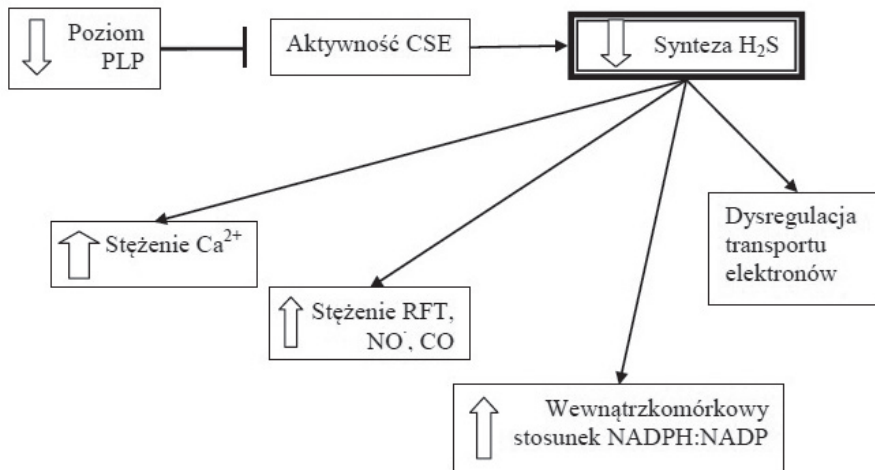 Poziom
PLP
Aktywność CSE
Synteza H₂S
Stężenie Ca²⁺
Stężenie RFT,
NO˙, CO
Wewnątrzkomórkowy
stosunek NADPH:NADP
Dysregulacja
transportu
elektronów